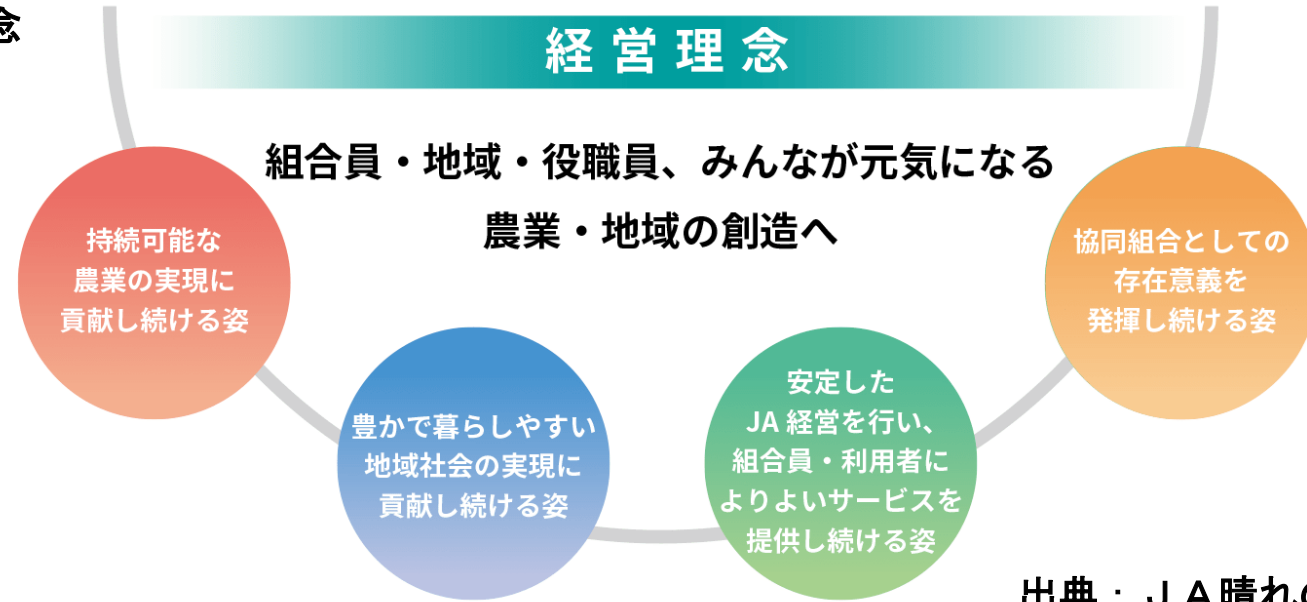 念
経営理念
組合員・地域・役職員、みんなが元気になる
農業・地域の創造へ
持続可能な
農業の実現に
貢献し続ける姿
豊かで暮らしやすい
地域社会の実現に
貢献し続ける姿
安定した
JA 経営を行い、
組合員・利用者に
よりよいサービスを
提供し続ける姿
協同組合としての
存在意義を
発揮し続ける姿
出典：ＪＡ晴れの